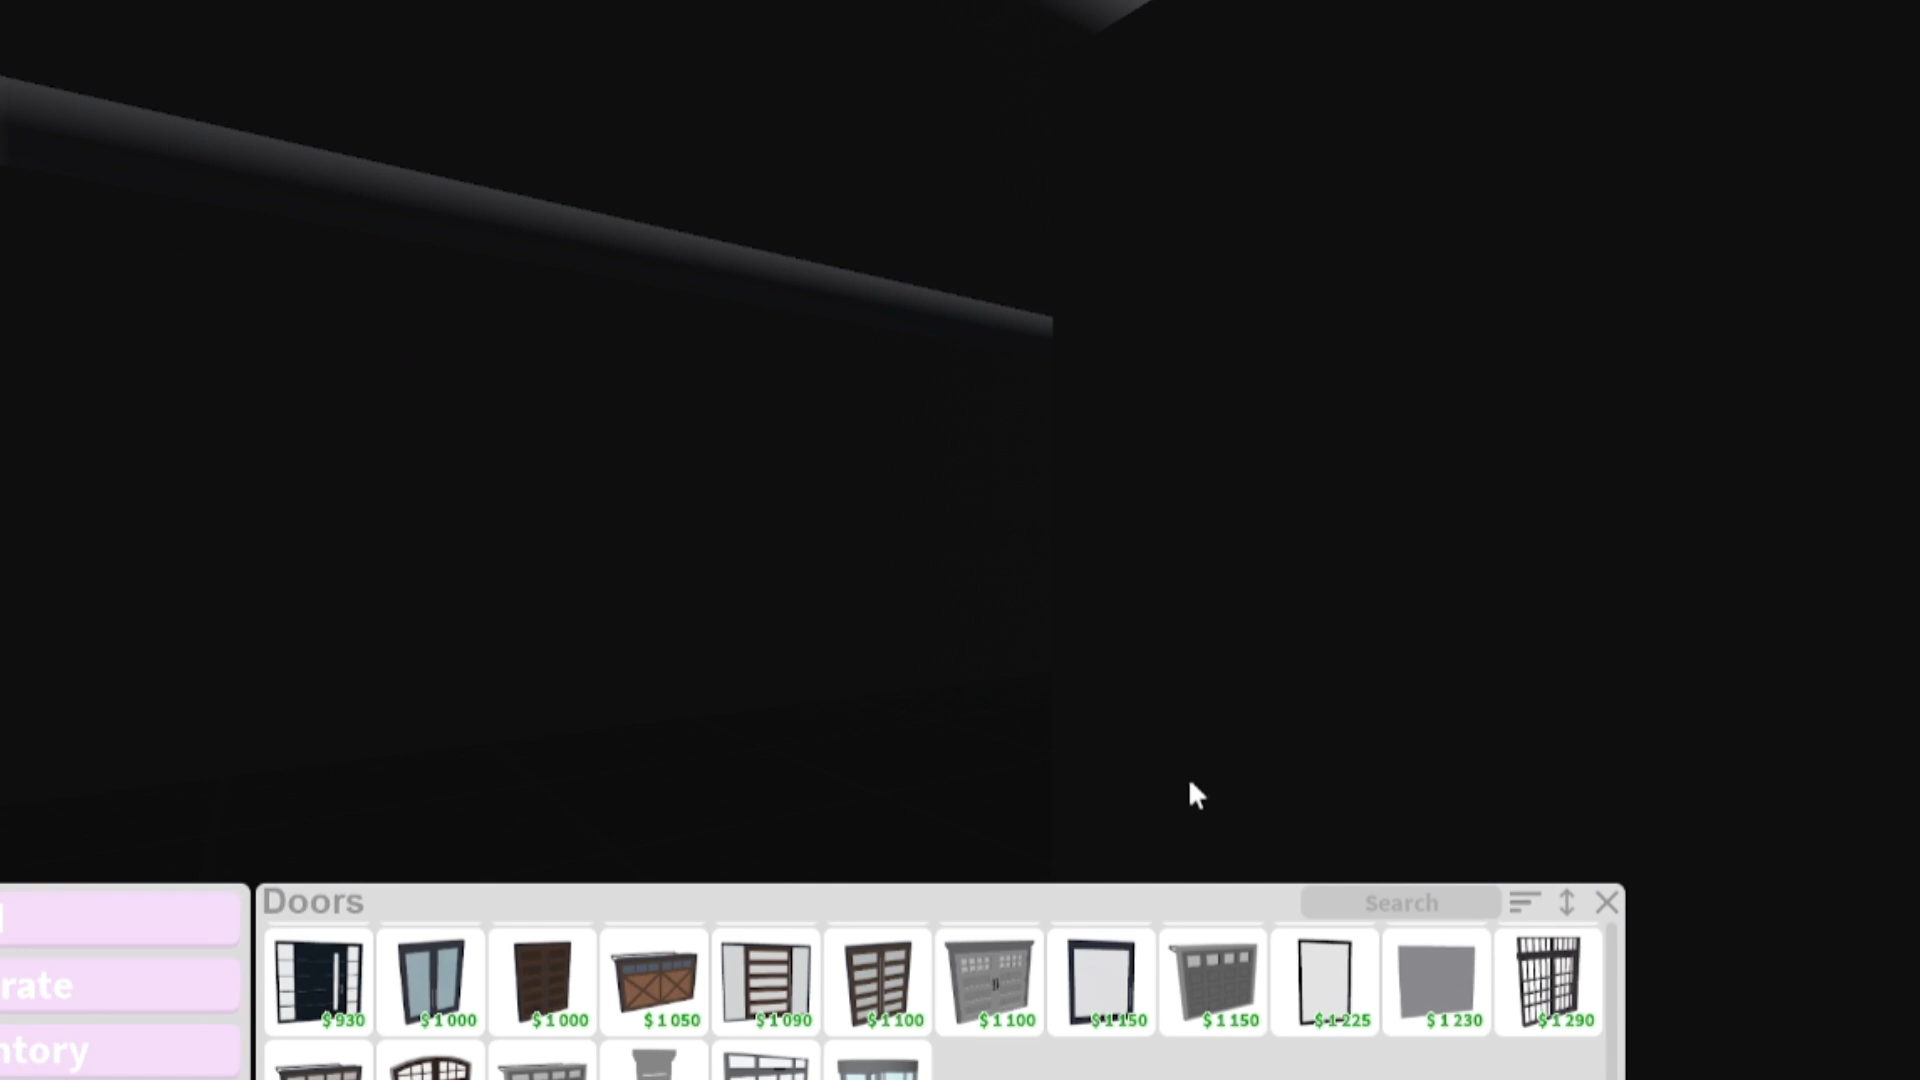 Doors
Search
rate
ntory
$ 930
$ 1 000
$ 1 000
$ 1 050
$ 1 090
$ 1 100
$ 1 100
$ 1 150
$ 1 150
$ 1 225
$ 1 230
$ 1 290